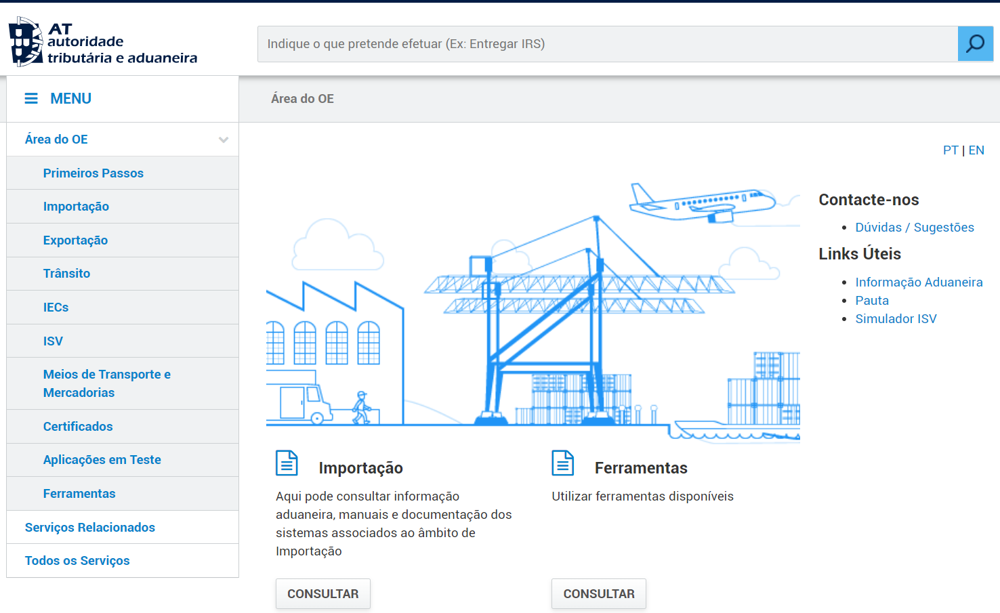 AT
autoridade
tributária e aduaneira
Indique o que pretende efetuar (Ex: Entregar IRS)
MENU
Área do OE
Área do OE
Primeiros Passos
Importação
Exportação
Trânsito
IECs
ISV
Meios de Transporte e
Mercadorias
Certificados
Aplicações em Teste
Ferramentas
Serviços Relacionados
Todos os Serviços
PT | EN
Contacte-nos
Dúvidas / Sugestões
Links Úteis
Informação Aduaneira
Pauta
Simulador ISV
Importação
Aqui pode consultar informação
aduaneira, manuais e documentação dos
sistemas associados ao âmbito de
Importação
CONSULTAR
Ferramentas
Utilizar ferramentas disponíveis
CONSULTAR